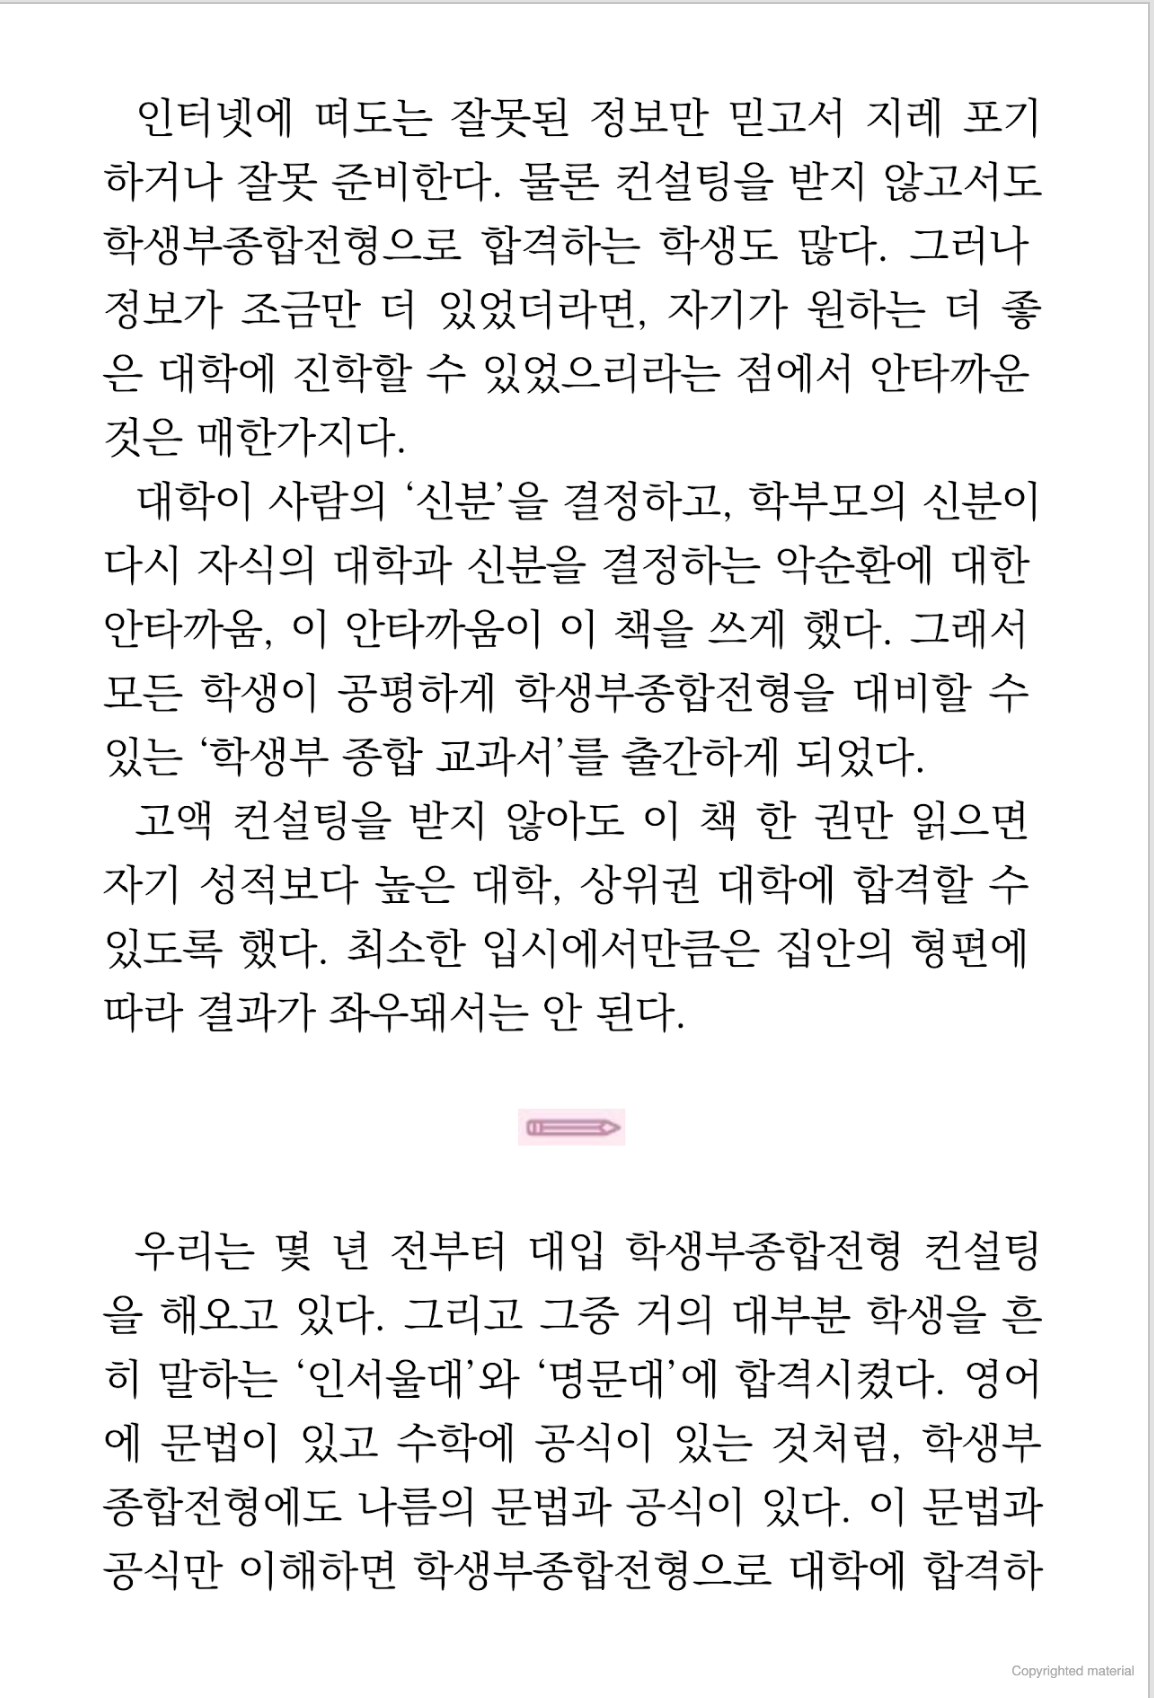 인터넷에 떠도는 잘못된 정보만 믿고서 지레 포기
하거나 잘못 준비한다. 물론 컨설팅을 받지 않고서도
학생부종합전형으로 합격하는 학생도 많다. 그러나
정보가 조금만 더 있었더라면, 자기가 원하는 더 좋
은 대학에 진학할 수 있었으리라는 점에서 안타까운
것은 매한가지다.
대학이 사람의 ‘신분’을 결정하고, 학부모의 신분이
다시 자식의 대학과 신분을 결정하는 악순환에 대한
안타까움, 이 안타까움이 이 책을 쓰게 했다. 그래서
모든 학생이 공평하게 학생부종합전형을 대비할 수
있는 ‘학생부 종합 교과서’를 출간하게 되었다.
고액 컨설팅을 받지 않아도 이 책 한 권만 읽으면
자기 성적보다 높은 대학, 상위권 대학에 합격할 수
있도록 했다. 최소한 입시에서만큼은 집안의 형편에
따라 결과가 좌우돼서는 안 된다.
우리는 몇 년 전부터 대입 학생부종합전형 컨설팅
을 해오고 있다. 그리고 그중 거의 대부분 학생을 흔
히 말하는 ‘인서울대’와 ‘명문대’에 합격시켰다. 영어
에 문법이 있고 수학에 공식이 있는 것처럼, 학생부
종합전형에도 나름의 문법과 공식이 있다. 이 문법과
공식만 이해하면 학생부종합전형으로 대학에 합격하
Copyrighted material